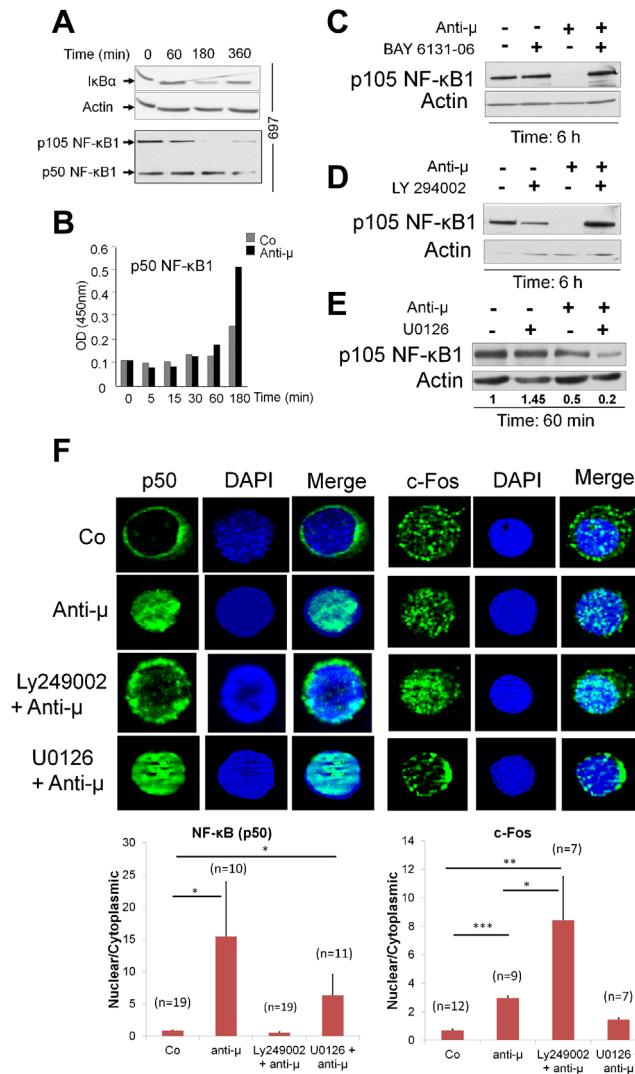 A
Time (min) 0 60 180 360
IκBα
Actin
p105 NF-κB1
p50 NF-κB1
697
B
p50 NF-κB1
Co
Anti-μ
OD (450nm)
0.6
0.5
0.4
0.3
0.2
0.1
0
0 5 15 30 60 180 Time (min)
C
Anti-μ - - + +
BAY 6131-06 - + - +
p105 NF-κB1
Actin
Time: 6 h
D
Anti-μ - - + +
LY 294002 - + - +
p105 NF-κB1
Actin
Time: 6 h
E
Anti-μ - - + +
U0126 - + - +
p105 NF-κB1
Actin
1 1.45 0.5 0.2
Time: 60 min
F
p50 DAPI Merge c-Fos DAPI Merge
Co
Anti-μ
Ly249002
+ Anti-μ
U0126
+ Anti-μ
NF-κB (p50)
Nuclear/Cytoplasmic
30
25
20
15
10
5
0
(n=19)
(n=10)
(n=19)
(n=11)
*
*
Co anti-μ Ly249002 U0126 + 
+ anti-μ anti-μ
c-Fos
Nuclear/Cytoplasmic
14
12
10
8
6
4
2
0
(n=12)
(n=9)
(n=7)
(n=7)
***
**
*
Co anti-μ Ly249002 U0126
+ anti-μ anti-μ